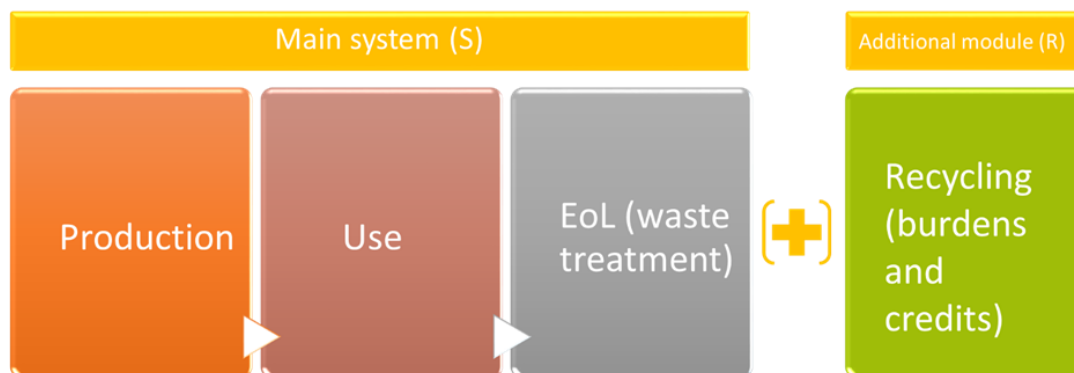 Main system (S)
Additional module (R)
Production
Use
EoL (waste
treatment)
Recycling
(burdens
and
credits)